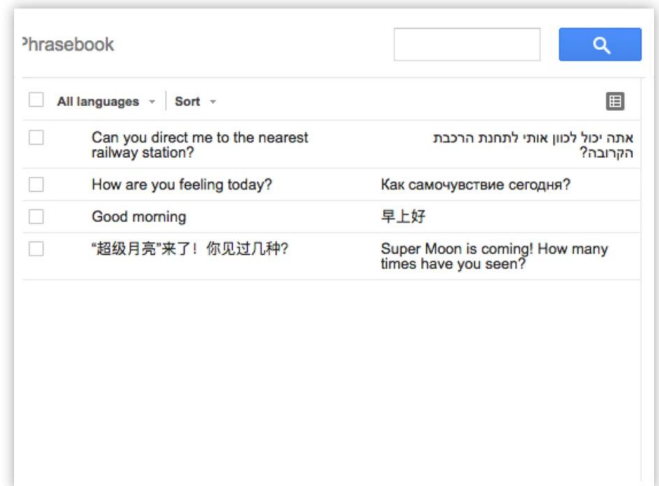 Phrasebook
All languages Sort
Can you direct me to the nearest
railway station?
אתה יכול לכוון אותי לתחנת הרכבת
הקרובה?
How are you feeling today?
Как самочувствие сегодня?
Good morning
早上好
“超级月亮”来了！你见过几种?
Super Moon is coming! How many
times have you seen?